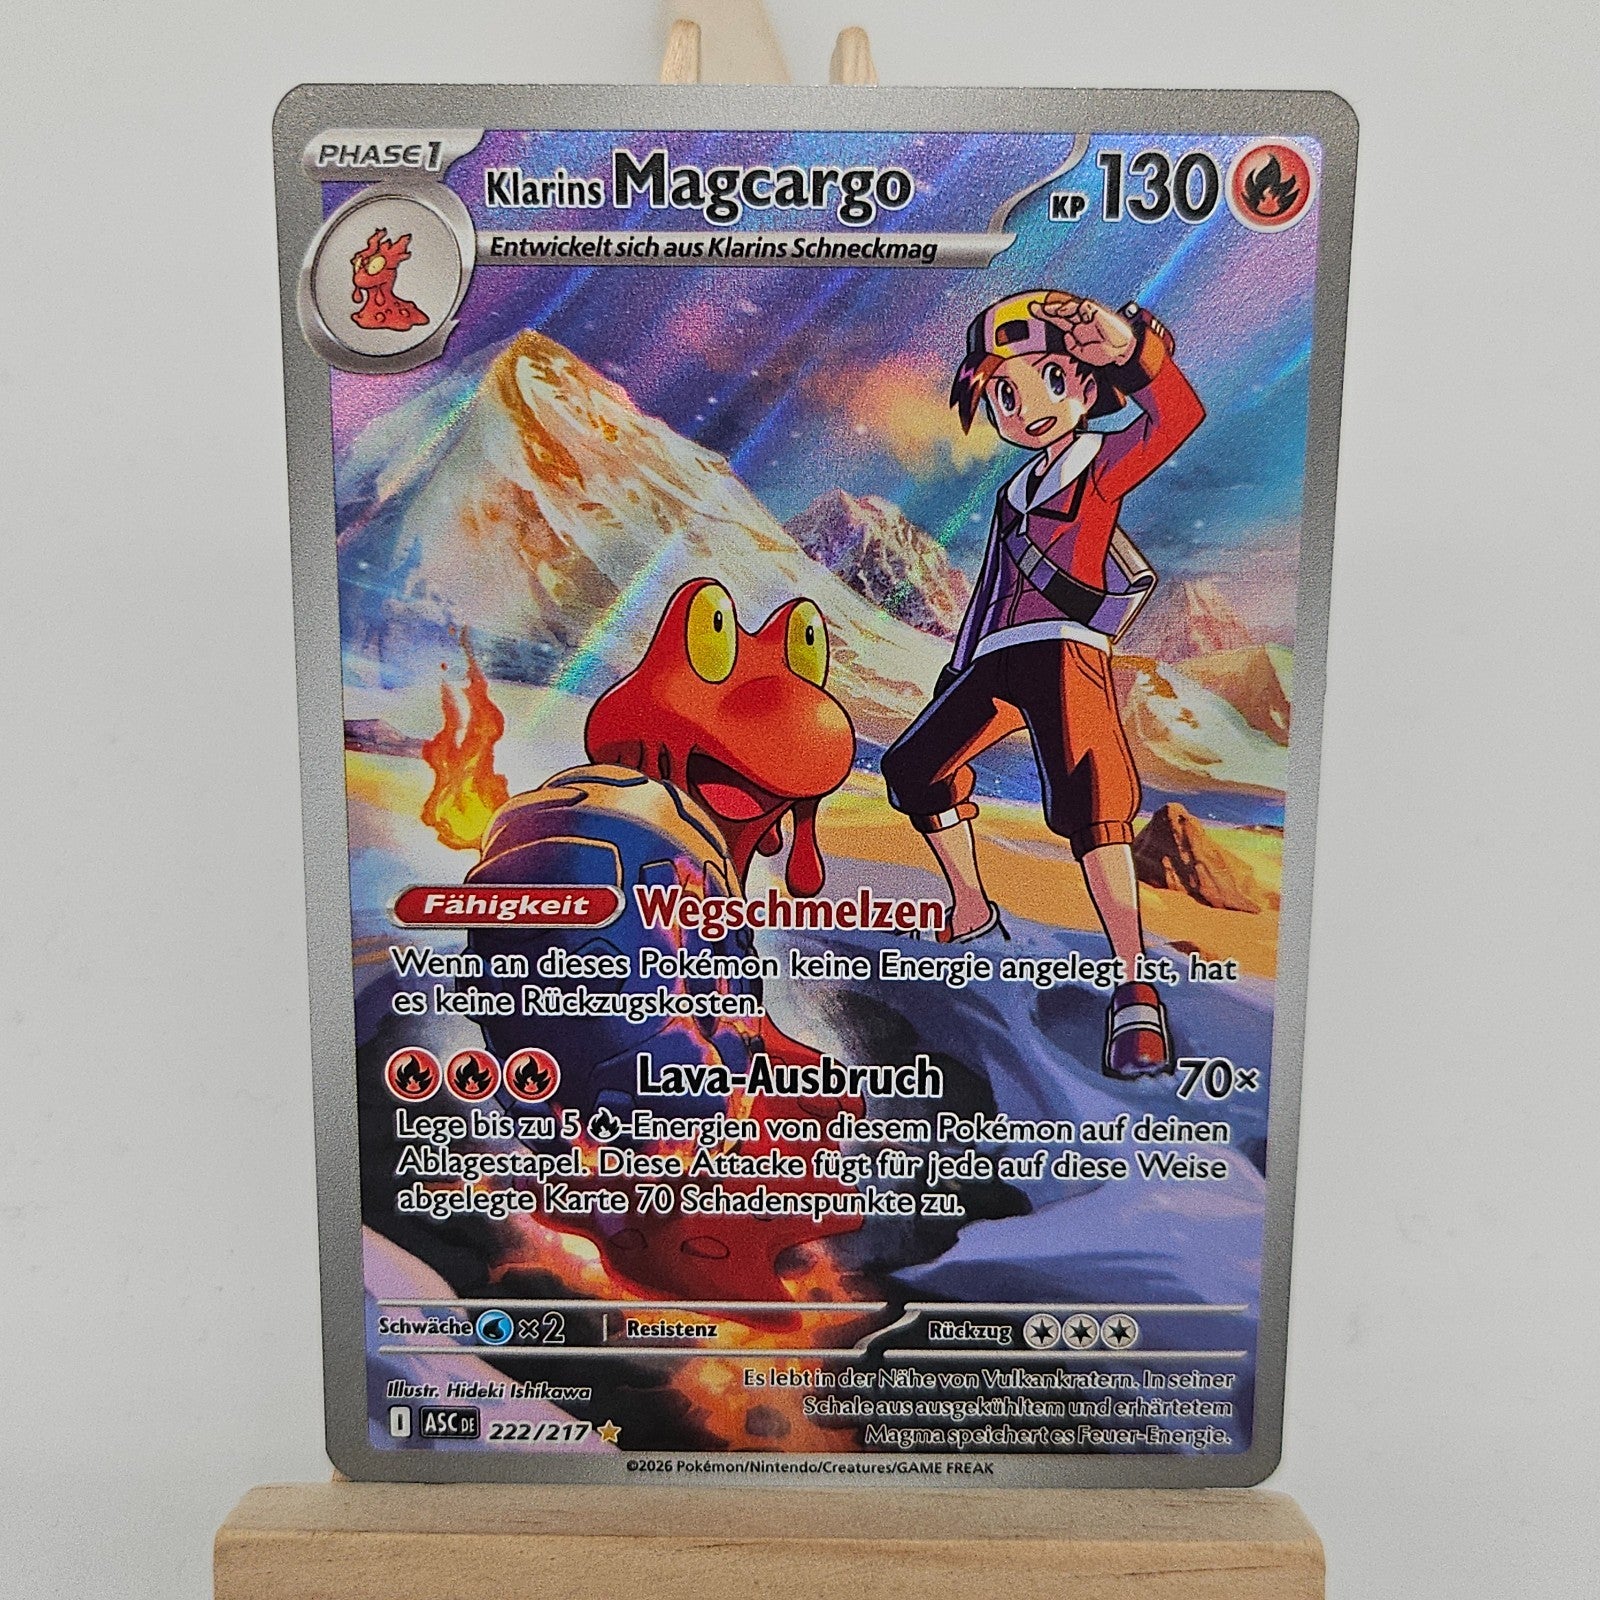 PHASE 1
Klarins Magcargo KP 130
Entwickelt sich aus Klarins Schneckmag
Fähigkeit Wegschmelzen
Wenn an dieses Pokémon keine Energie angelegt ist, hat
es keine Rückzugskosten.
Lava-Ausbruch 70×
Lege bis zu 5 -Energien von diesem Pokémon auf deinen
Ablagestapel. Diese Attacke fügt für jede auf diese Weise
abgelegte Karte 70 Schadenspunkte zu.
Schwäche ×2 Resistenz Rückzug
Illustr. Hideki Ishikawa
I ASC DE 222/217
Es lebt in der Nähe von Vulkankratern. In seiner
Schale aus ausgekühltem und erhärtetem
Magma speichert es Feuer-Energie.
©2026 Pokémon/Nintendo/Creatures/GAME FREAK